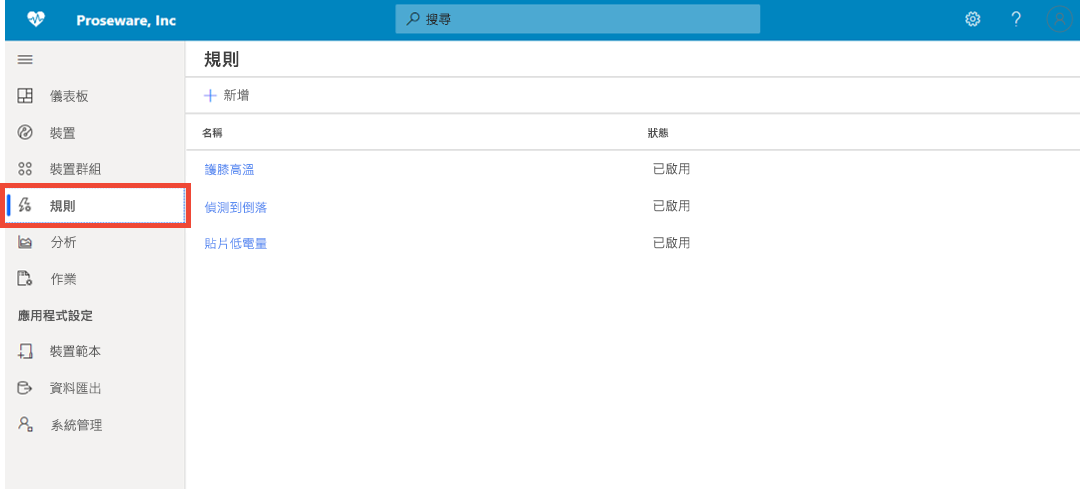 Proseware, Inc
搜尋
?
規則
新增
名稱
狀態
護膝高溫
已啟用
偵測到倒落
已啟用
貼片低電量
已啟用
儀表板
裝置
裝置群組
規則
分析
作業
應用程式設定
裝置範本
資料匯出
系統管理